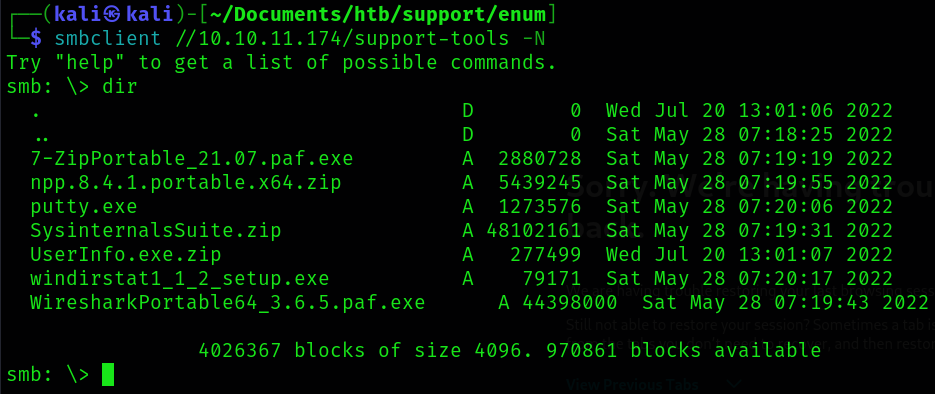 ┌──(kali㉿kali)-[~/Documents/htb/support/enum]
└─$ smbclient //10.10.11.174/support-tools -N
Try "help" to get a list of possible commands.
smb: \> dir
  .                                   D        0  Wed Jul 20 13:01:06 2022
  ..                                  D        0  Sat May 28 07:18:25 2022
  7-ZipPortable_21.07.paf.exe         A  2880728  Sat May 28 07:19:19 2022
  npp.8.4.1.portable.x64.zip          A  5439245  Sat May 28 07:19:55 2022
  putty.exe                           A  1273576  Sat May 28 07:20:06 2022
  SysinternalsSuite.zip               A 48102161  Sat May 28 07:19:31 2022
  UserInfo.exe.zip                    A   277499  Wed Jul 20 13:01:07 2022
  windirstat1_1_2_setup.exe           A    79171  Sat May 28 07:20:17 2022
  WiresharkPortable64_3.6.5.paf.exe      A 44398000  Sat May 28 07:19:43 2022
Still not able to restore your session? Sometimes a tab is
                4026367 blocks of size 4096. 970861 blocks available
and then restor
smb: \>
View Previous Tabs